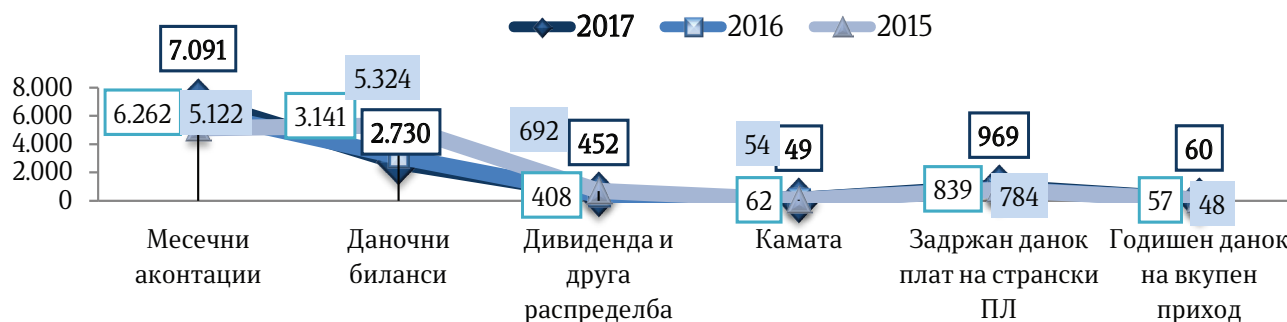 2017 2016 2015
7.091
5.324
8.000
6.000
4.000
2.000
0
6.262 5.122 3.141 2.730
692 452 54 49 969 60
408 62 839 784 57 48
Месечни аконтации
Даночни биланси
Дивиденда и друга распределба
Камата
Задржан данок плат на странски ПЛ
Годишен данок на вкупен приход